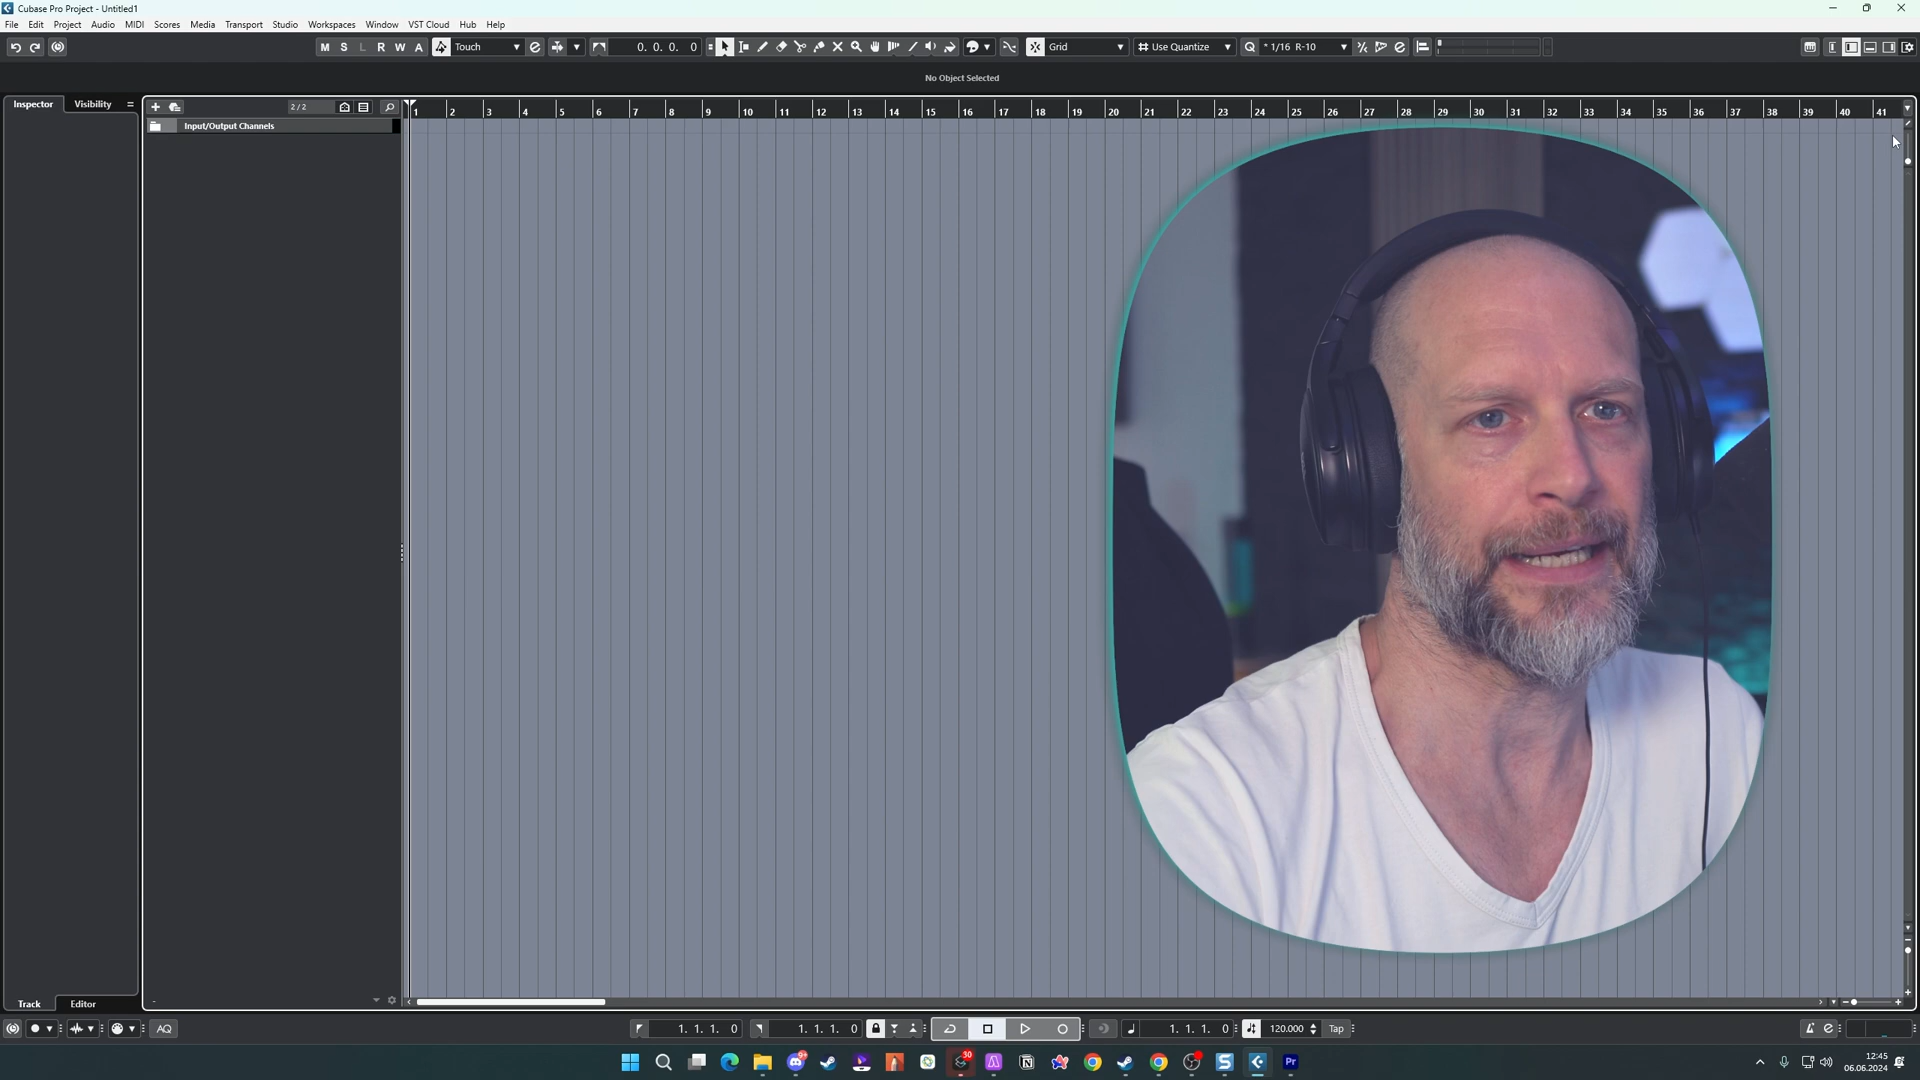 Cubase Pro Project - Untitled1
File Edit Project Audio MIDI Scores Media Transport Studio Workspaces Window VST Cloud Hub Help
M S L R W A Touch 0. 0. 0. 0 Grid Use Quantize Q * 1/16 R-10
No Object Selected
Inspector Visibility 2 / 2
1 2 3 4 5 6 7 8 9 10 11 12 13 14 15 16 17 18 19 20 21 22 23 24 25 26 27 28 29 30 31 32 33 34 35 36 37 38 39 40 41
Input/Output Channels
Track Editor
AQ 1. 1. 1. 0 1. 1. 1. 0 1. 1. 1. 0 120.000 Tap
9+ 30 Pr
12:45
06.06.2024